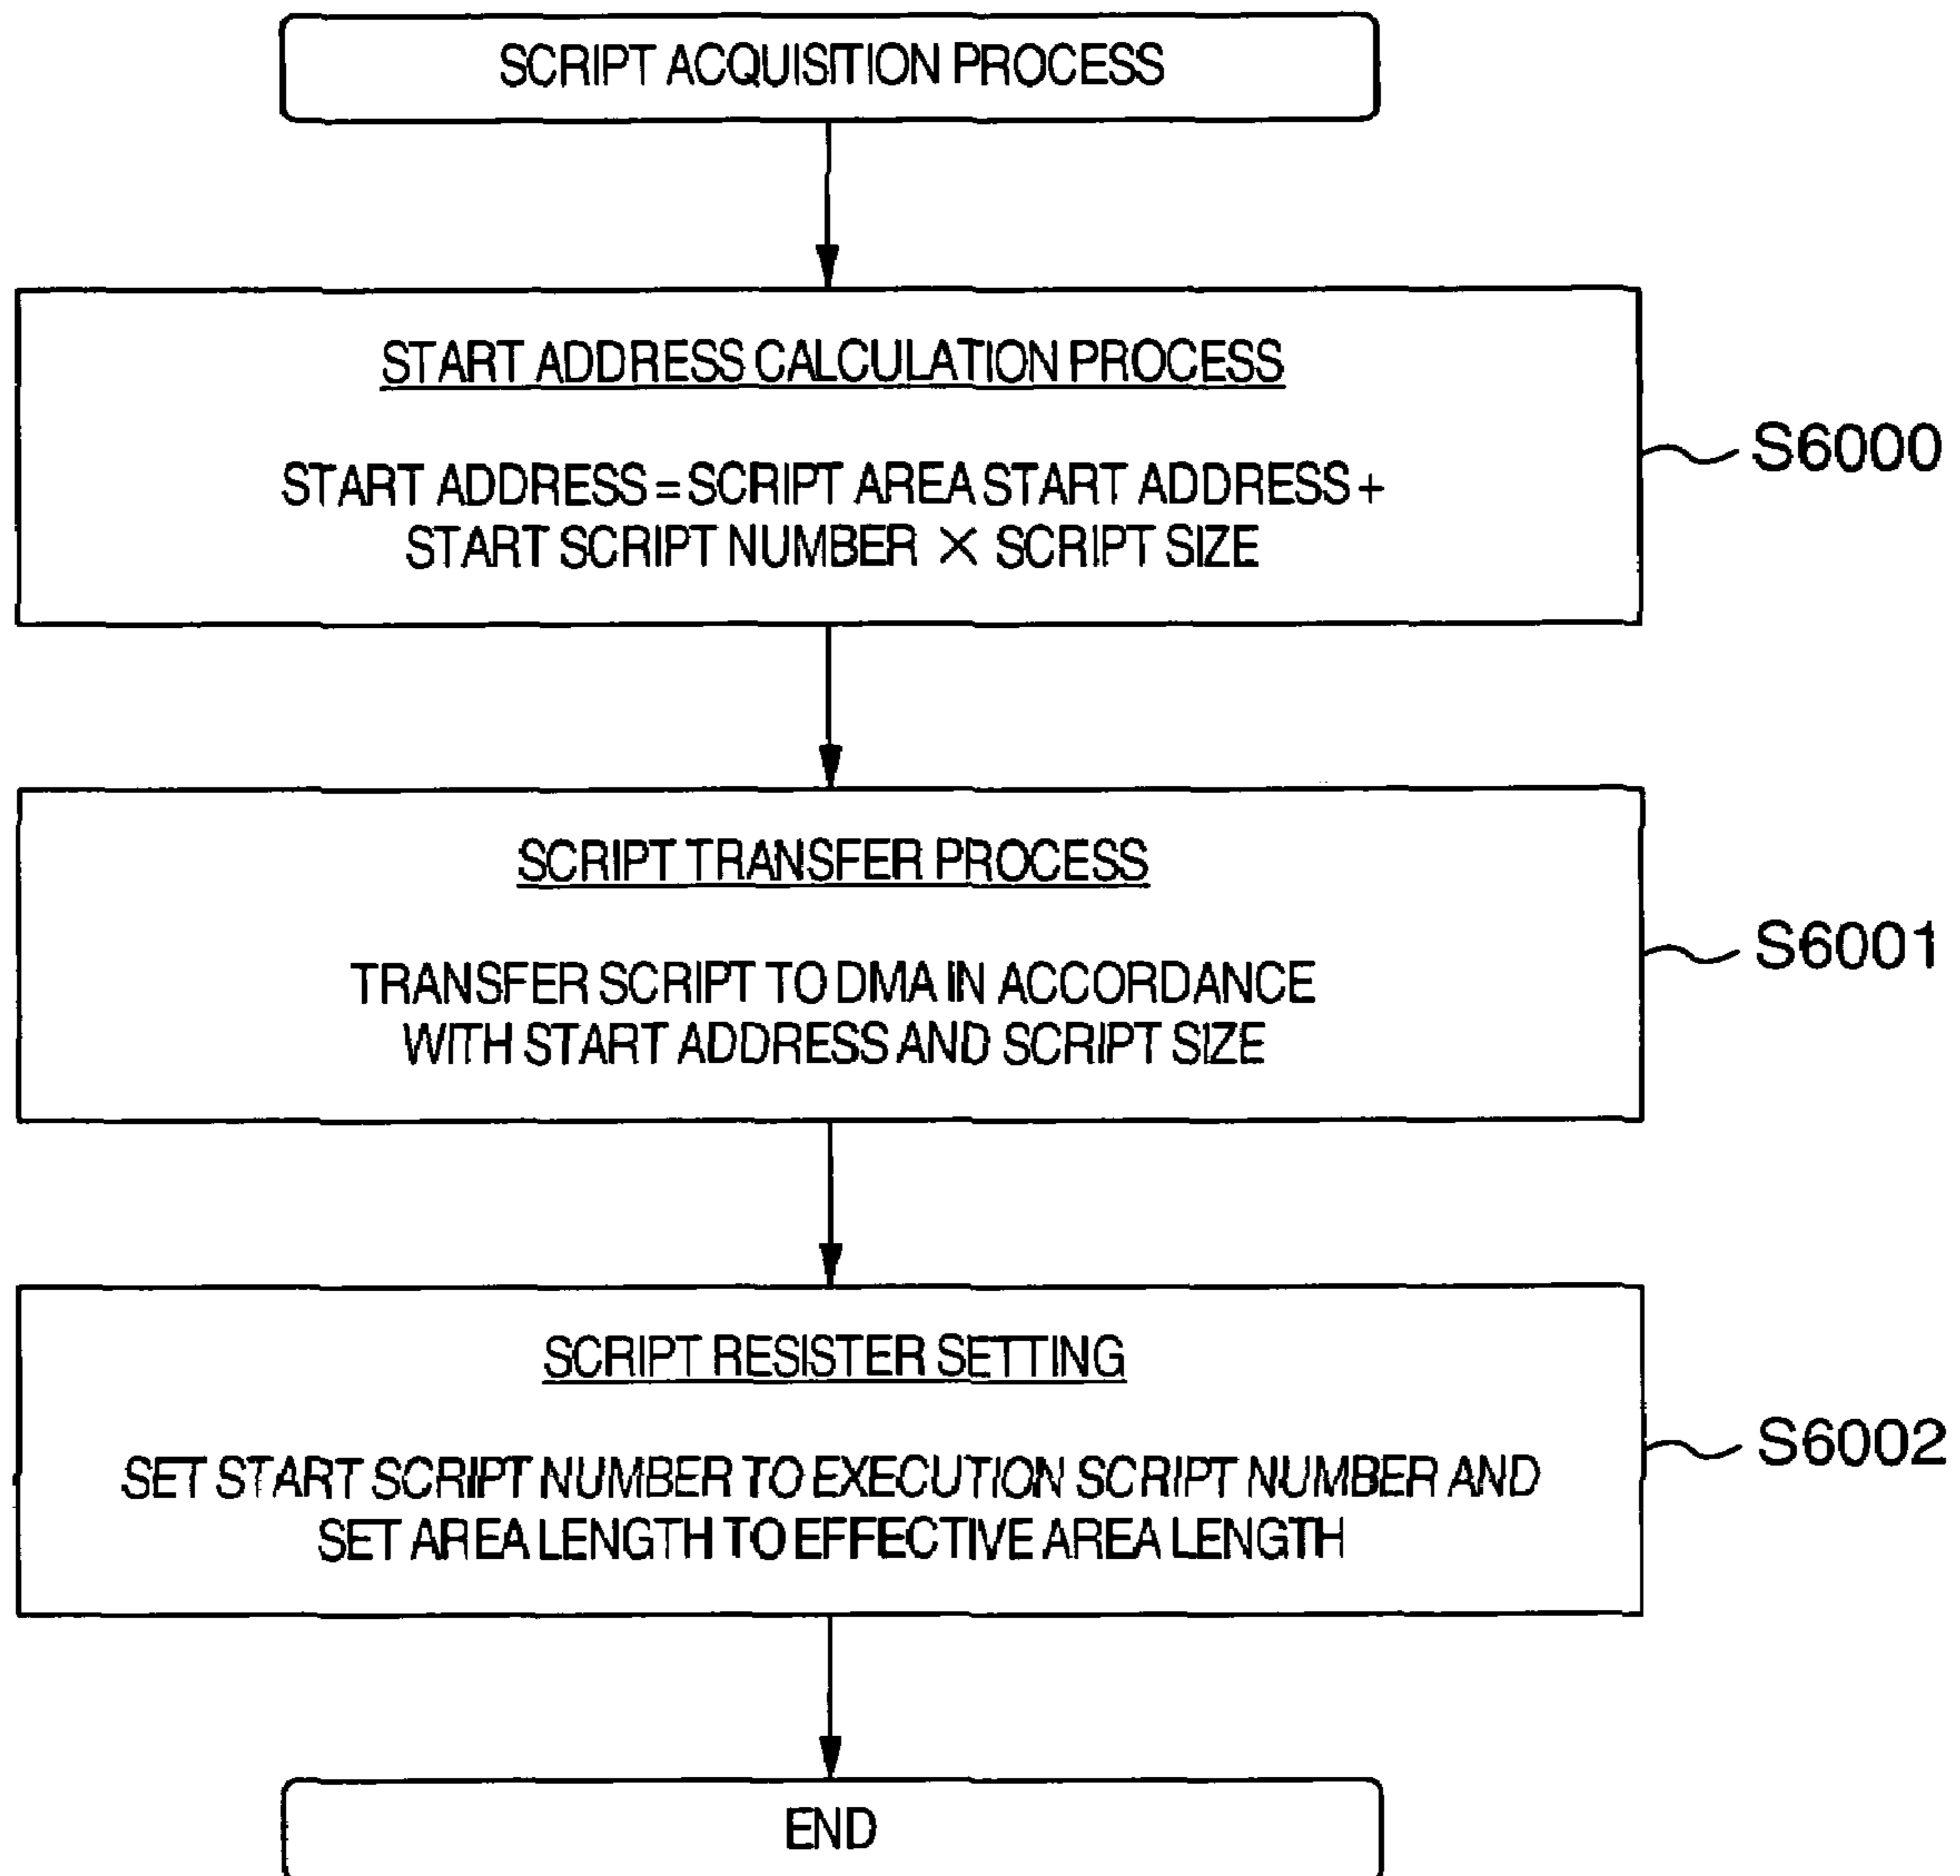 SCRIPT ACQUISITION PROCESS
START ADDRESS CALCULATION PROCESS
START ADDRESS = SCRIPT AREA START ADDRESS +
START SCRIPT NUMBER × SCRIPT SIZE
S6000
SCRIPT TRANSFER PROCESS
TRANSFER SCRIPT TO DMA IN ACCORDANCE
WITH START ADDRESS AND SCRIPT SIZE
S6001
SCRIPT RESISTER SETTING
SET START SCRIPT NUMBER TO EXECUTION SCRIPT NUMBER AND
SET AREA LENGTH TO EFFECTIVE AREA LENGTH
S6002
END